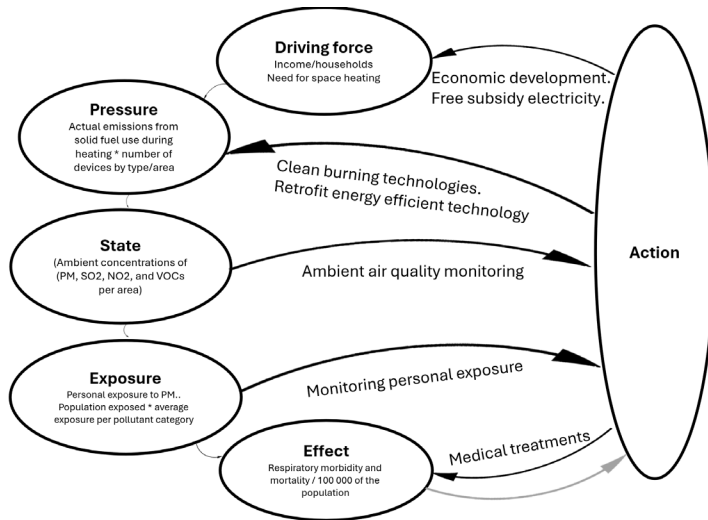 Driving force
Income/households
Need for space heating
Economic development.
Free subsidy electricity.
Pressure
Actual emissions from
solid fuel use during
heating * number of
devices by type/area
Clean burning technologies.
Retrofit energy efficient technology
State
(Ambient concentrations of
(PM, SO2, NO2, and VOCs
per area)
Ambient air quality monitoring
Action
Exposure
Personal exposure to PM..
Population exposed * average
exposure per pollutant category
Monitoring personal exposure
Effect
Respiratory morbidity and
mortality / 100 000 of the
population
Medical treatments